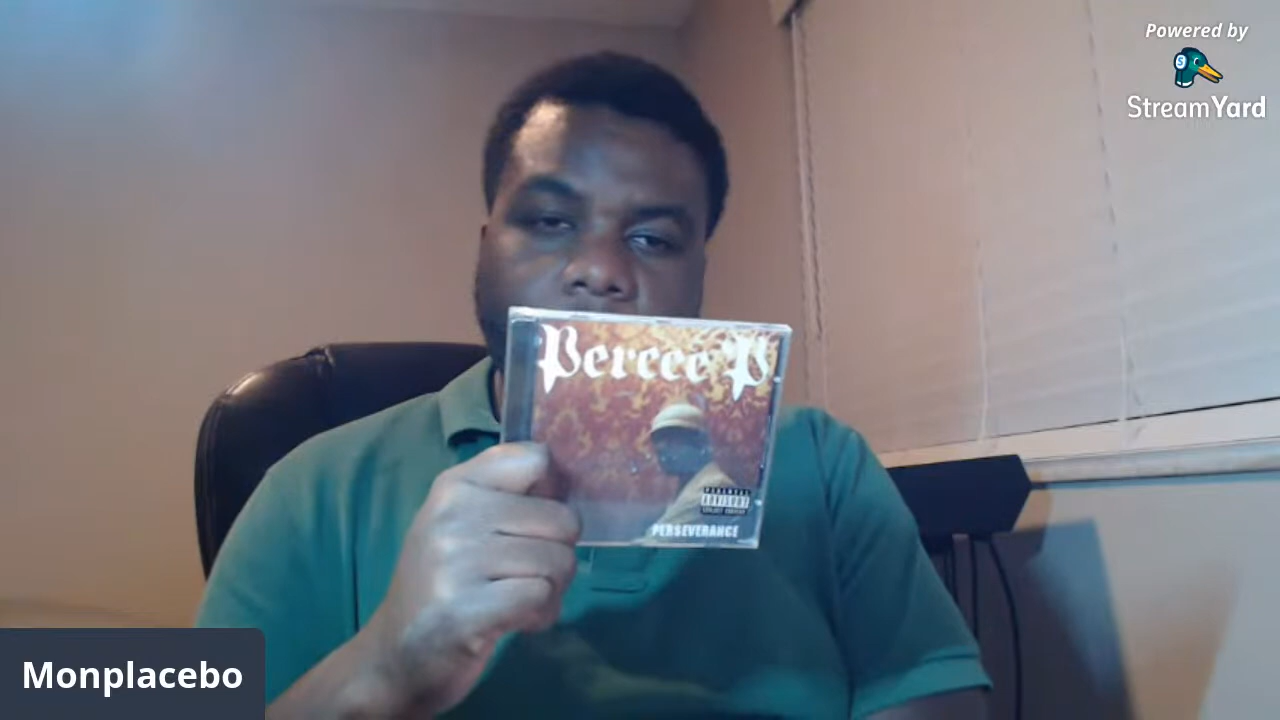 Powered by
StreamYard
Percee P
PARENTAL
ADVISORY
EXPLICIT CONTENT
PERSEVERANCE
Monplacebo